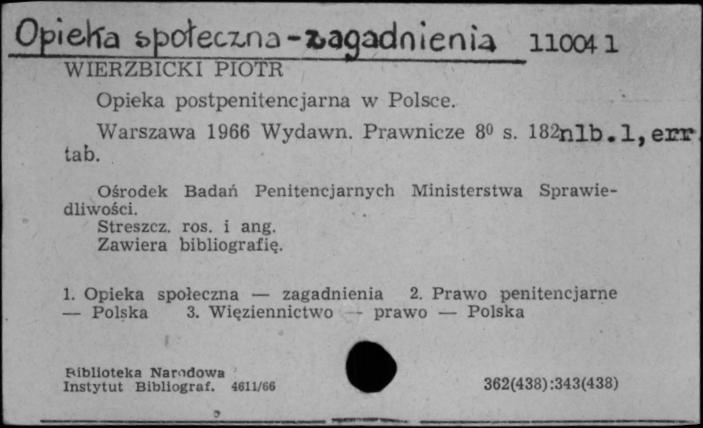 Opieka społeczna - zagadnienia 110041
WIERZBICKI PIOTR
Opieka postpenitencjarna w Polsce.
Warszawa 1966 Wydawn. Prawnicze 8⁰ s. 182nlb.1, err.
tab.
Ośrodek Badań Penitencjarnych Ministerstwa Sprawie-
dliwości.
Streszcz. ros. i ang.
Zawiera bibliografię.
1. Opieka społeczna — zagadnienia 2. Prawo penitencjarne
— Polska 3. Więziennictwo — prawo — Polska
Biblioteka Narodowa
Instytut Bibliograf. 4611/66 362(438):343(438)